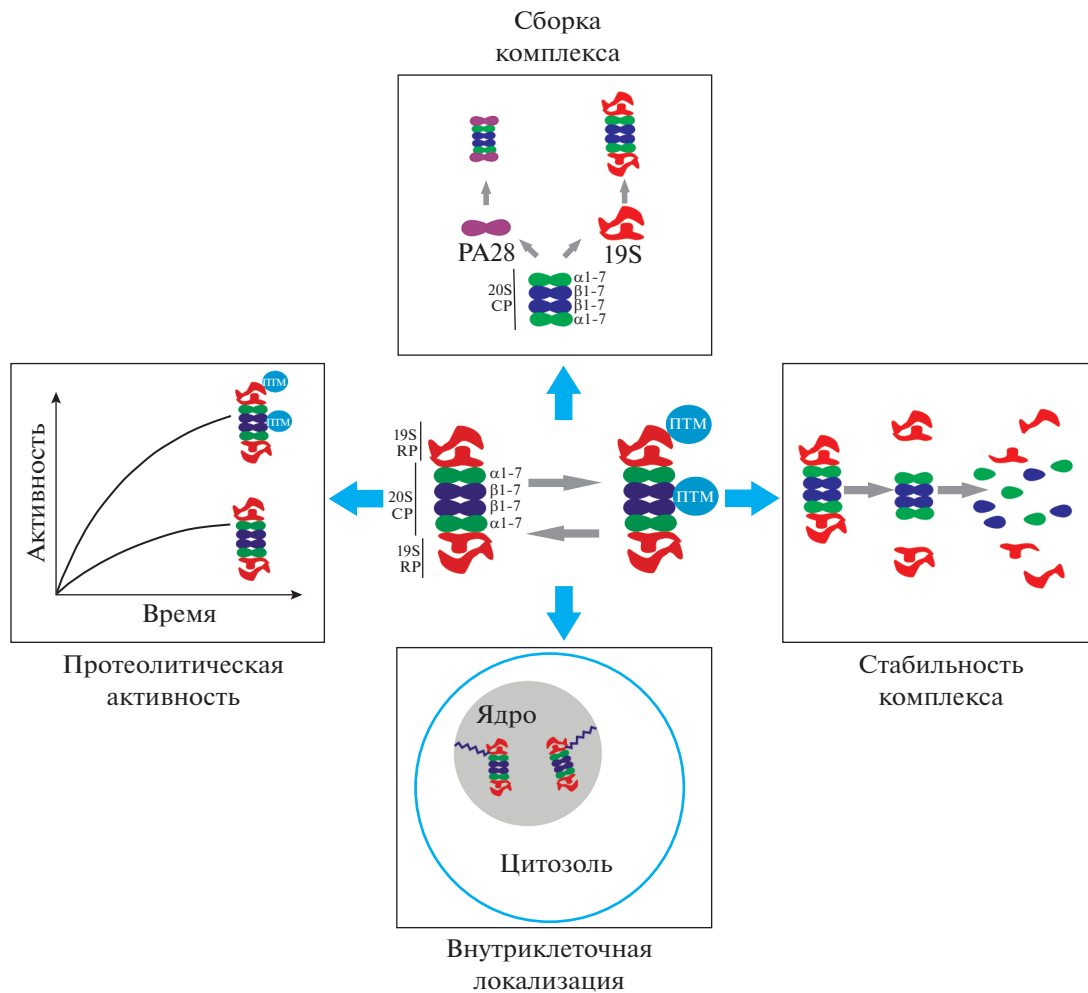 Сборка
комплекса
PA28
19S
20S
CP
α1-7
β1-7
β1-7
α1-7
Активность
Время
ПТМ
ПТМ
Протеолитическая
активность
19S
RP
20S
CP
19S
RP
α1-7
β1-7
β1-7
α1-7
ПТМ
ПТМ
Стабильность
комплекса
Ядро
Цитозоль
Внутриклеточная
локализация